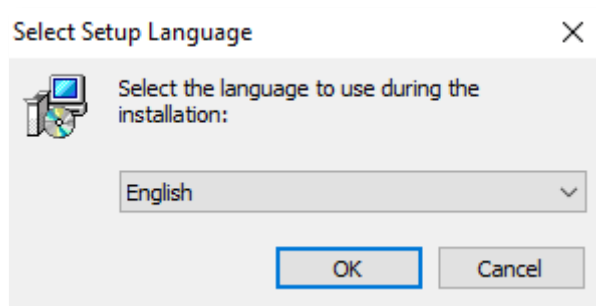 Select Setup Language
Select the language to use during the
installation:
English
OK
Cancel